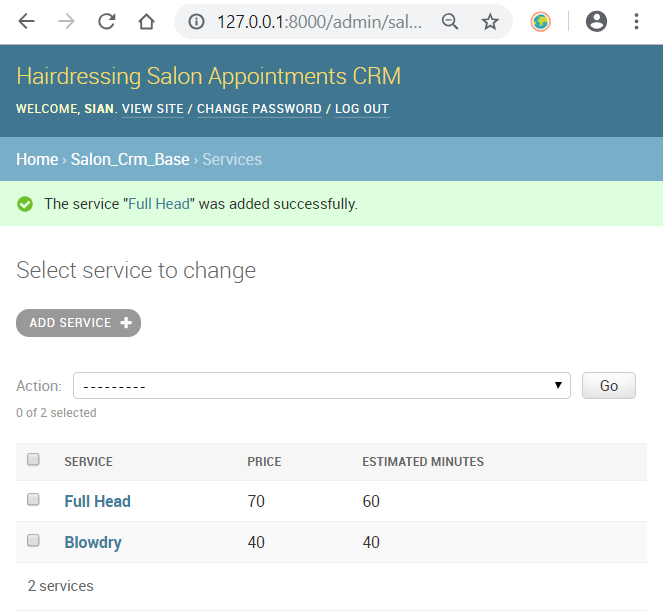 127.0.0.1:8000/admin/sal...
Hairdressing Salon Appointments CRM
WELCOME, SIAN. VIEW SITE / CHANGE PASSWORD / LOG OUT
Home › Salon_Crm_Base › Services
The service "Full Head" was added successfully.
Select service to change
ADD SERVICE +
Action: --------- Go
0 of 2 selected
SERVICE PRICE ESTIMATED MINUTES
Full Head 70 60
Blowdry 40 40
2 services